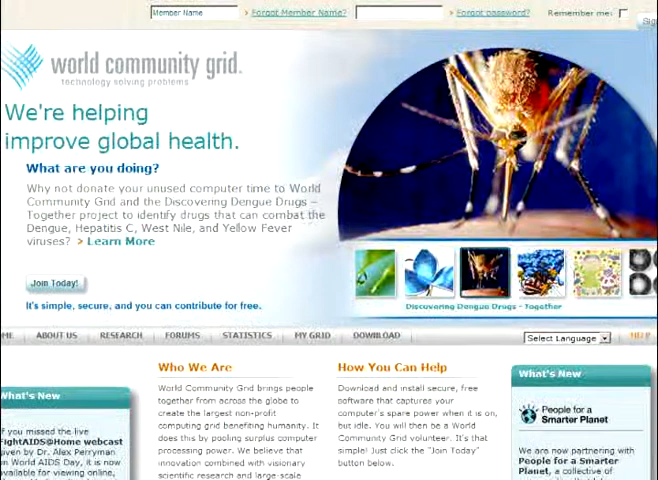 Member Name
> Forgot Member Name?
> Forgot password?
Remember me:
world community grid.
technology solving problems
We're helping
improve global health.
What are you doing?
Why not donate your unused computer time to World
Community Grid and the Discovering Dengue Drugs –
Together project to identify drugs that can combat the
Dengue, Hepatitis C, West Nile, and Yellow Fever
viruses? > Learn More
Join Today!
It's simple, secure, and you can contribute for free.
Discovering Dengue Drugs - Together
ABOUT US
RESEARCH
FORUMS
STATISTICS
MY GRID
DOWNLOAD
Select Language
HELP
What's New
f you missed the live
FightAIDS@Home webcast
given by Dr. Alex Perryman
on World AIDS Day, it is now
available for viewing online,
Who We Are
World Community Grid brings people
together from across the globe to
create the largest non-profit
computing grid benefiting humanity. It
does this by pooling surplus computer
processing power. We believe that
innovation combined with visionary
scientific research and large-scale
How You Can Help
Download and install secure, free
software that captures your
computer's spare power when it is on,
but idle. You will then be a World
Community Grid volunteer. It's that
simple! Just click the "Join Today"
button below.
What's New
People for a
Smarter Planet
We are now partnering with
People for a Smarter
Planet, a collective of